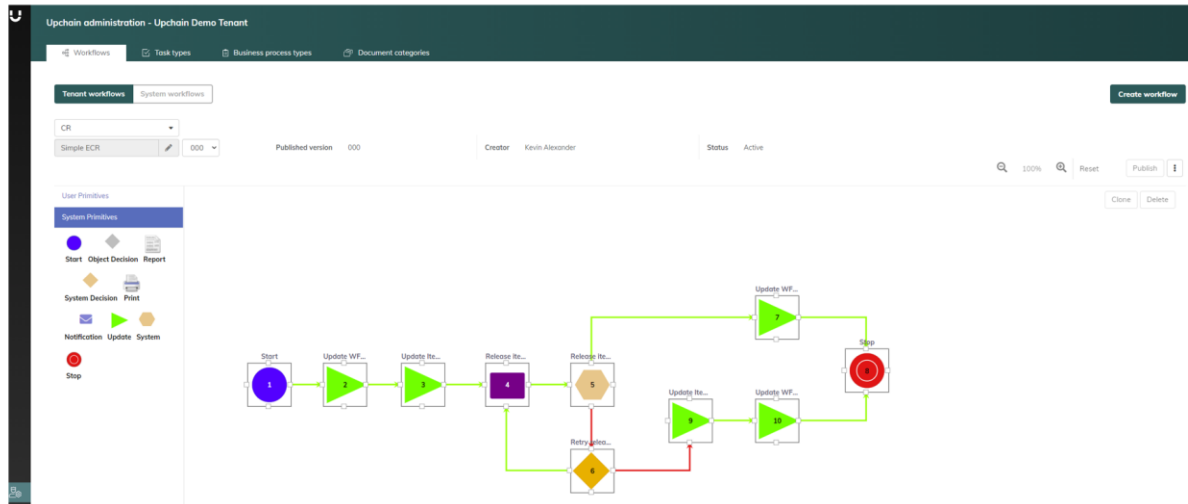 Upchain administration - Upchain Demo Tenant
Workflows Task types Business process types Document categories
Tenant workflows System workflows Create workflow
CR
Simple ECR 000 Published version 000 Creator Kevin Alexander Status Active
100% Reset Publish
User Primitives Clone Delete
System Primitives
Start Object Decision Report
System Decision Print
Notification Update System
Stop
Update WF...
7
Stop
8
Start Update WF... Update Ite... Release Ite... Release Ite...
1 2 3 4 5
Update Ite... Update WF...
9 10
Retry
6